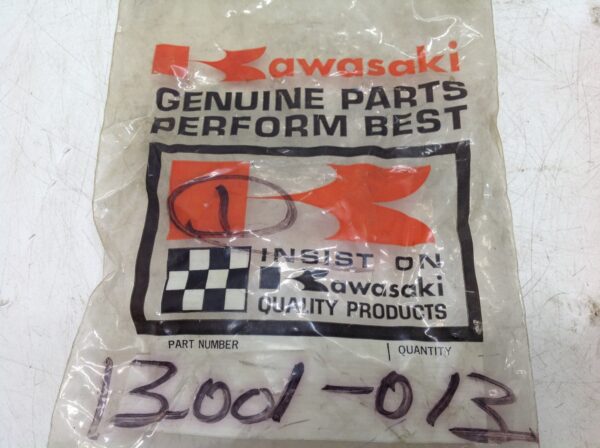 Kawasaki
GENUINE PARTS
PERFORM BEST
1
INSIST ON
Kawasaki
QUALITY PRODUCTS
PART NUMBER QUANTITY
13001-013